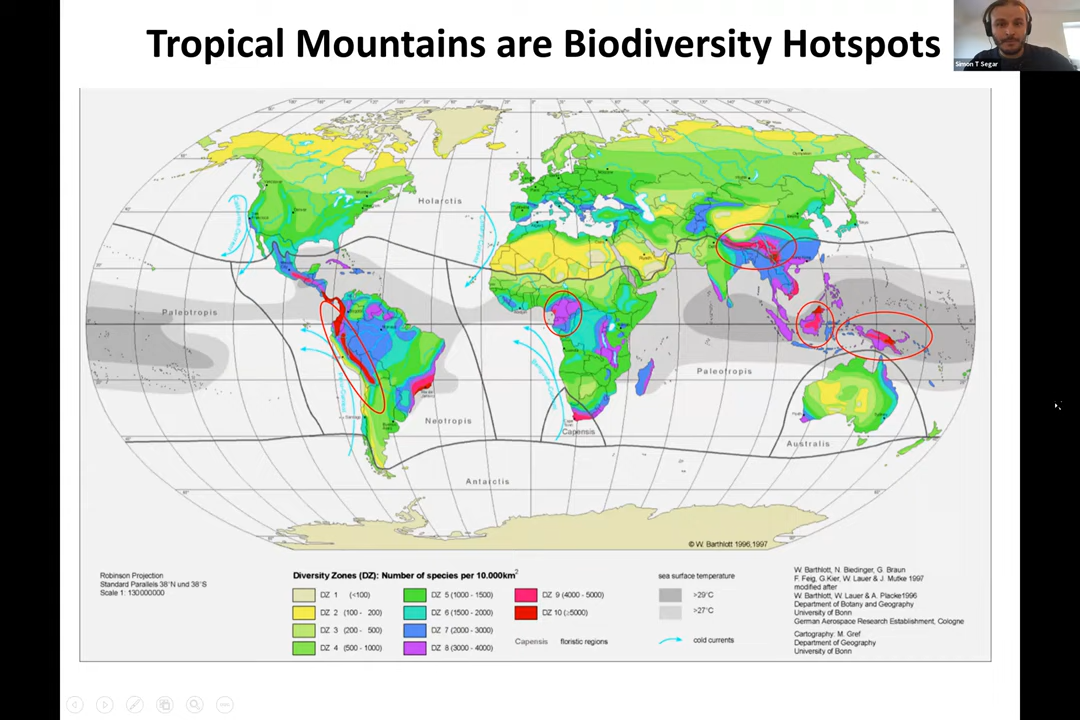 Tropical Mountains are Biodiversity Hotspots
Simon T Segar
Holarctis
Paleotropis
Paleotropis
Neotropis
Capensis
Australis
Antarctis
© W. Barthlott 1996,1997
Robinson Projection
Standard Parallels 38°N und 38°S
Scale 1: 130000000
Diversity Zones (DZ): Number of species per 10.000km2
DZ 1 (<100)
DZ 2 (100 - 200)
DZ 3 (200 - 500)
DZ 4 (500 - 1000)
DZ 5 (1000 - 1500)
DZ 6 (1500 - 2000)
DZ 7 (2000 - 3000)
DZ 8 (3000 - 4000)
DZ 9 (4000 - 5000)
DZ 10 (≥5000)
Capensis floristic regions
sea surface temperature
>29°C
>27°C
cold currents
W. Barthlott, N. Biedinger, G. Braun
F. Feig, G.Kier, W. Lauer & J. Mutke 1997
modified after
W. Barthlott, W. Lauer & A. Placke1996
Department of Botany and Geography
University of Bonn
German Aerospace Research Establishment, Cologne
Cartography: M. Gref
Department of Geography
University of Bonn